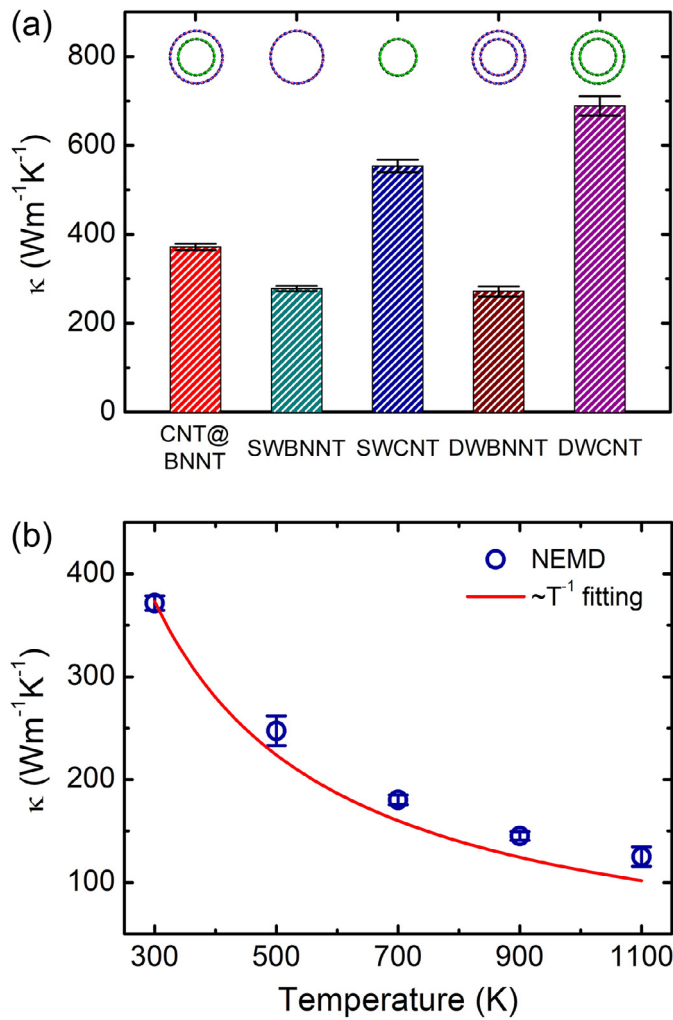 (a)
κ (Wm⁻¹K⁻¹)
800
600
400
200
0
CNT@
BNNT
SWBNNT
SWCNT
DWBNNT
DWCNT
(b)
κ (Wm⁻¹K⁻¹)
400
300
200
100
NEMD
~T⁻¹ fitting
300
500
700
900
1100
Temperature (K)